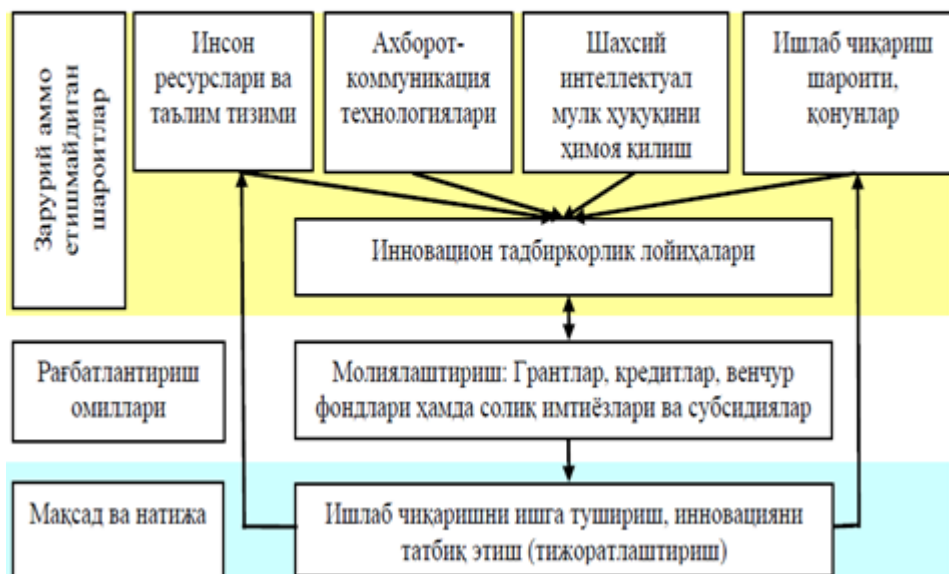 Зарурий аммо
етишмайдиган
шароитлар
Инсон
ресурслари ва
таълим тизими
Ахборот-
коммуникация
технологиялари
Шахсий
интеллектуал
мулк ҳуқуқини
ҳимоя қилиш
Ишлаб чиқариш
шароити,
қонунлар
Инновацион тадбиркорлик лойиҳалари
Рағбатлантириш
омиллари
Молиялаштириш: Грантлар, кредитлар, венчур
фондлари ҳамда солиқ имтиёзлари ва субсидиялар
Мақсад ва натижа
Ишлаб чиқаришни ишга тушириш, инновацияни
татбиқ этиш (тижоратлаштириш)